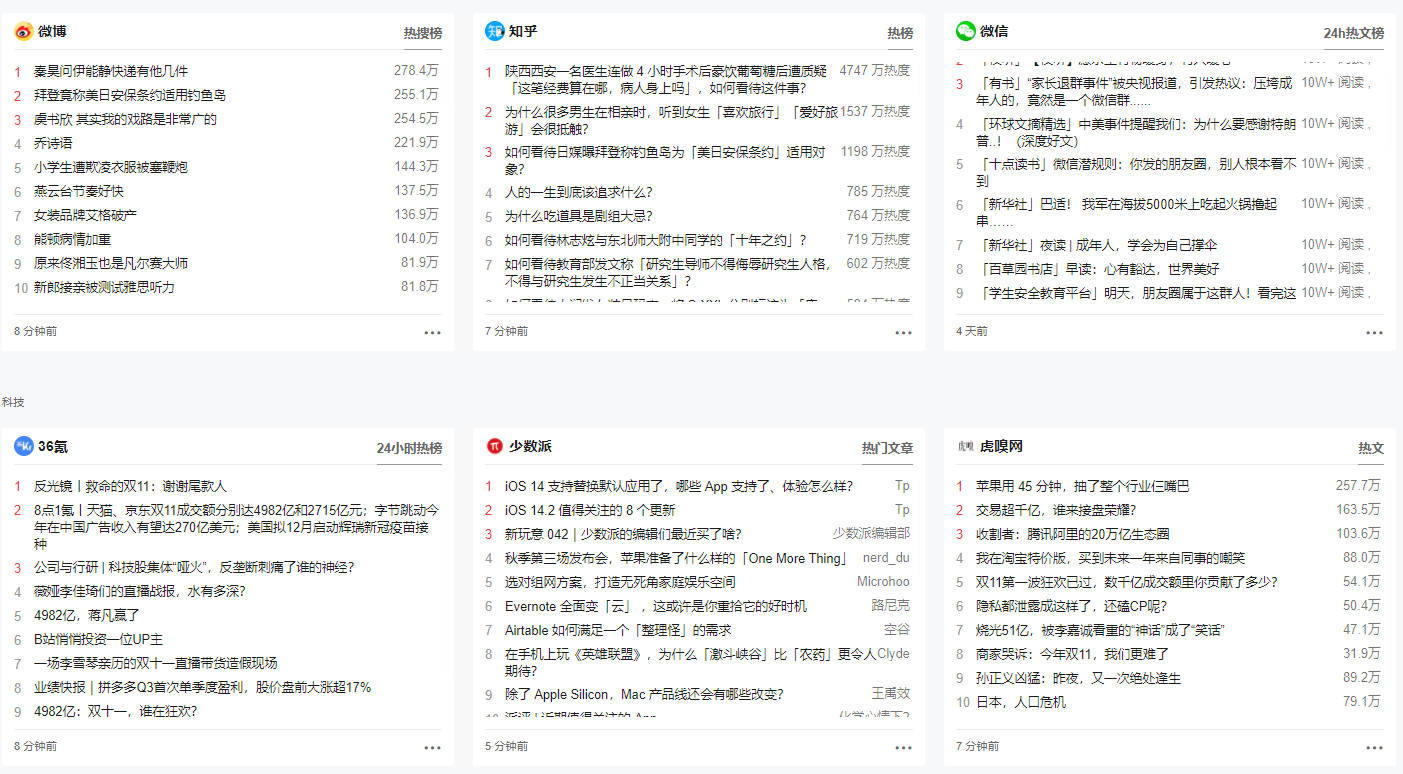 微博
热搜榜
1 秦昊问伊能静快递有他几件 278.4万
2 拜登竟称美日安保条约适用钓鱼岛 255.1万
3 虞书欣 其实我的戏路是非常广的 254.5万
4 乔诗语 221.9万
5 小学生遭欺凌衣服被塞鞭炮 144.3万
6 燕云台节奏好快 137.5万
7 女装品牌艾格破产 136.9万
8 能顿病情加重 104.0万
9 原来佟湘玉也是凡尔赛大师 81.9万
10 新郎接亲被测试雅思听力 81.8万
8 分钟前
知乎
热榜
1 陕西西安一名医生连做 4 小时手术后豪饮葡萄糖后遭质疑 4747 万热度
「这笔经费算在哪，病人身上吗」，如何看待这件事？
2 为什么很多男生在相亲时，听到女生「喜欢旅行」「爱好旅 1537 万热度
游」会很抵触？
3 如何看待日媒曝拜登称钓鱼岛为「美日安保条约」适用对 1198 万热度
象？
4 人的一生到底该追求什么？ 785 万热度
5 为什么吃道具是剧组大忌？ 764 万热度
6 如何看待林志炫与东北师大附中同学的「十年之约」？ 719 万热度
7 如何看待教育部发文称「研究生导师不得侮辱研究生人格， 602 万热度
不得与研究生发生不正当关系」？
7 分钟前
微信
24h热文榜
3 「有书」“家长退群事件”被央视报道，引发热议：压垮成 10W+ 阅读 ,
年人的，竟然是一个微信群......
4 「环球文摘精选」中美事件提醒我们：为什么要感谢特朗 10W+ 阅读 ,
普..！（深度好文）
5 「十点读书」微信潜规则：你发的朋友圈，别人根本看不 10W+ 阅读 ,
到
6 「新华社」巴适！ 我军在海拔5000米上吃起火锅撸起 10W+ 阅读 ,
串……
7 「新华社」夜读 | 成年人，学会为自己撑伞 10W+ 阅读 ,
8 「百草园书店」早读：心有豁达，世界美好 10W+ 阅读 ,
9 「学生安全教育平台」明天，朋友圈属于这群人！看完这 10W+ 阅读 ,
4 天前
科技
36氪
24小时热榜
1 反光镜丨救命的双11：谢谢尾款人
2 8点1氪丨天猫、京东双11成交额分别达4982亿和2715亿元；字节跳动今
年在中国广告收入有望达270亿美元；美国拟12月启动辉瑞新冠疫苗接
种
3 公司与行研 | 科技股集体“哑火”，反垄断刺痛了谁的神经？
4 薇娅李佳琦们的直播战报，水有多深？
5 4982亿，蒋凡赢了
6 B站悄悄投资一位UP主
7 一场李雪琴亲历的双十一直播带货造假现场
8 业绩快报｜拼多多Q3首次单季度盈利，股价盘前大涨超17%
9 4982亿：双十一，谁在狂欢？
8 分钟前
少数派
热门文章
1 iOS 14 支持替换默认应用了，哪些 App 支持了、体验怎么样？ Tp
2 iOS 14.2 值得关注的 8 个更新 Tp
3 新玩意 042｜少数派的编辑们最近买了啥？ 少数派编辑部
4 秋季第三场发布会，苹果准备了什么样的「One More Thing」 nerd_du
5 选对组网方案，打造无死角家庭娱乐空间 Microhoo
6 Evernote 全面变「云」，这或许是你重拾它的好时机 路尼克
7 Airtable 如何满足一个「整理怪」的需求 空谷
8 在手机上玩《英雄联盟》，为什么「激斗峡谷」比「农药」更令人 Clyde
期待？
9 除了 Apple Silicon，Mac 产品线还会有哪些改变？ 王禹效
5 分钟前
虎嗅
虎嗅网
热文
1 苹果用 45 分钟，抽了整个行业仨嘴巴 257.7万
2 交易超千亿，谁来接盘荣耀？ 163.5万
3 收割者：腾讯阿里的20万亿生态圈 103.6万
4 我在淘宝特价版，买到未来一年来自同事的嘲笑 88.0万
5 双11第一波狂欢已过，数千亿成交额里你贡献了多少？ 54.1万
6 隐私都泄露成这样了，还磕CP呢？ 50.4万
7 烧光51亿，被李嘉诚看重的“神话”成了“笑话” 47.1万
8 商家哭诉：今年双11，我们更难了 31.9万
9 孙正义凶猛：昨夜，又一次绝处逢生 89.2万
10 日本，人口危机 79.1万
7 分钟前